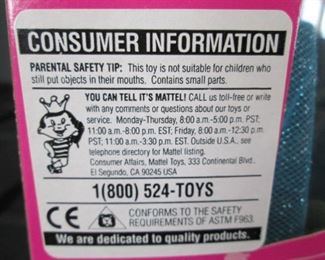 CONSUMER INFORMATION
PARENTAL SAFETY TIP: This toy is not suitable for children who
still put objects in their mouths. Contains small parts.
YOU CAN TELL IT'S MATTEL! CALL us toll-free or write
with any comments or questions about our toys or
service. Monday-Thursday, 8:00 a.m.-5:00 p.m. PST;
11:00 a.m.-8:00 p.m. EST; Friday, 8:00 a.m.-12:30 p.m.
PST; 11:00 a.m.-3:30 p.m. EST. Outside U.S.A., see
telephone directory for Mattel listing.
Consumer Affairs, Mattel Toys, 333 Continental Blvd.,
El Segundo, CA 90245 USA
1(800) 524-TOYS
CE
CONFORMS TO THE SAFETY
REQUIREMENTS OF ASTM F963.
We are dedicated to quality products.